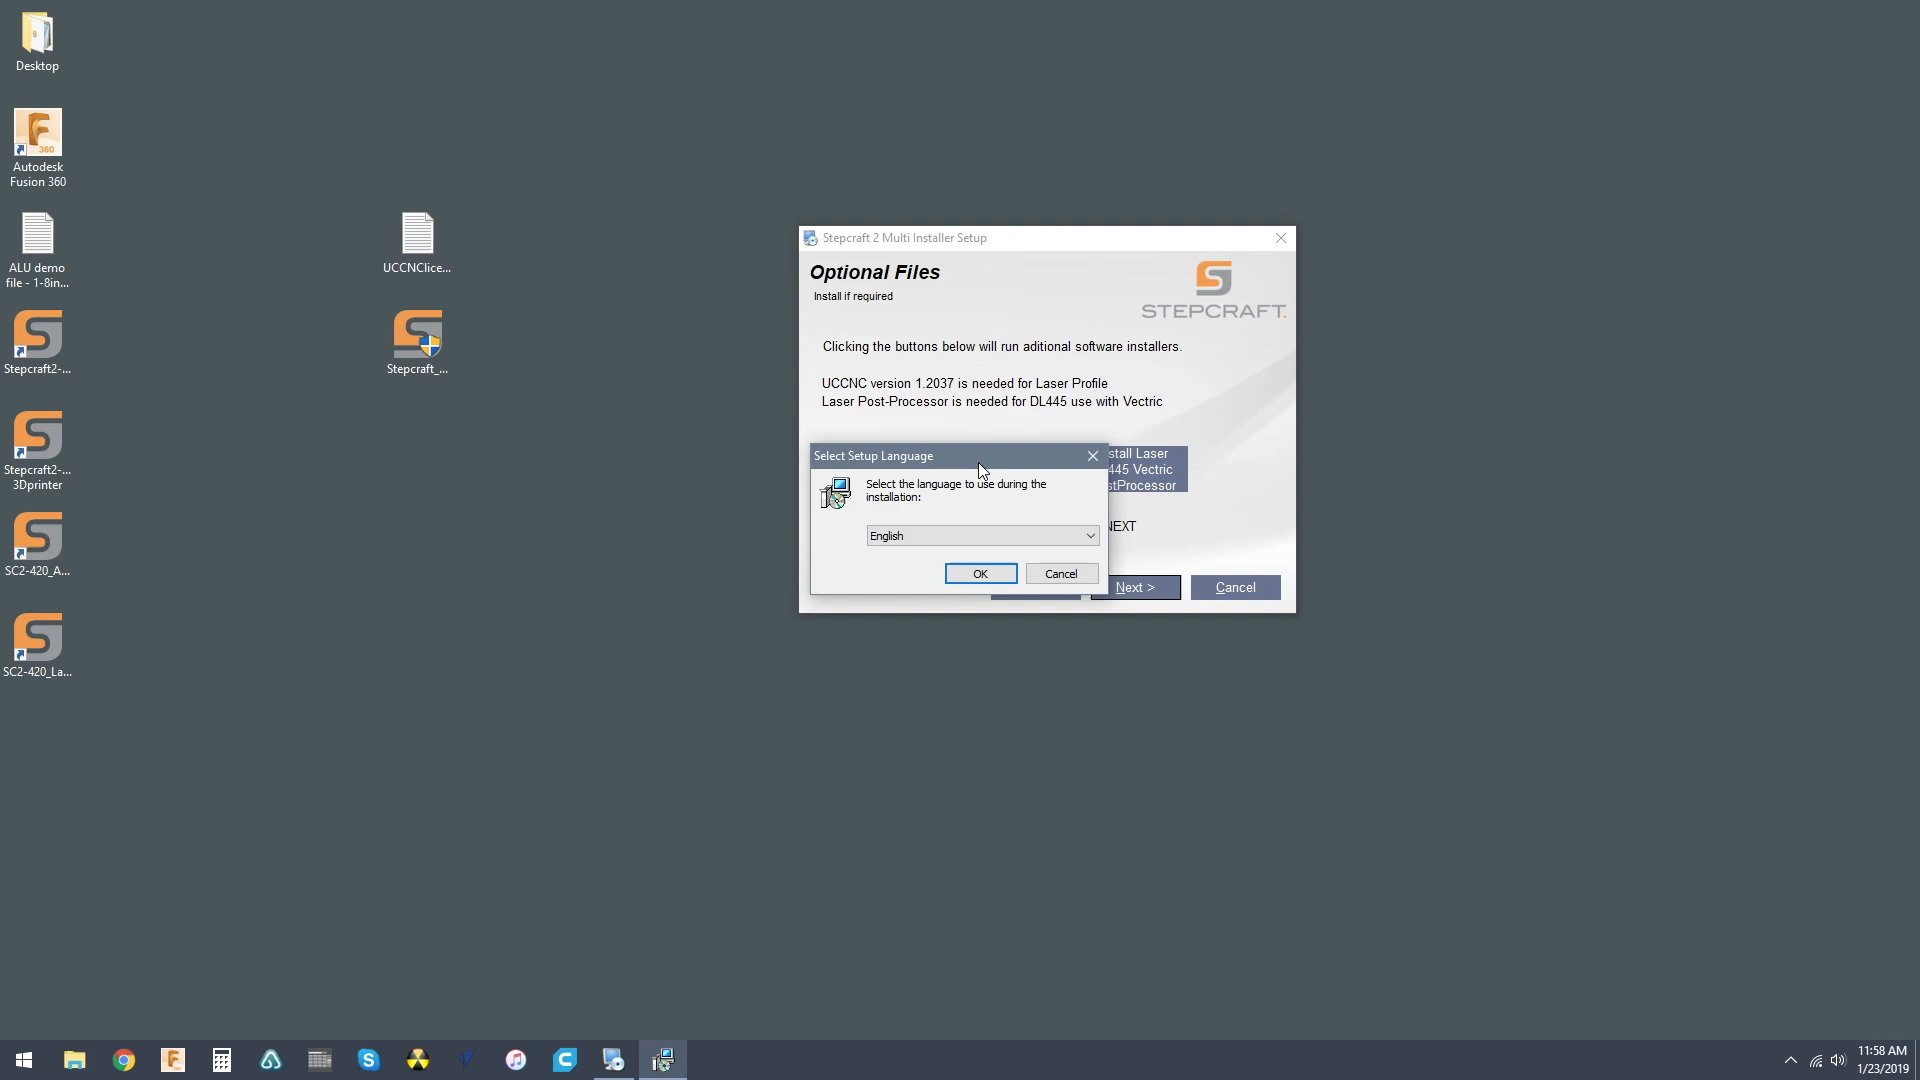 Desktop
360
Autodesk
Fusion 360
ALU demo
file - 1-8in...
Stepcraft2-...
Stepcraft2-...
3Dprinter
SC2-420_A...
SC2-420_La...
UCCNClice...
Stepcraft_...
Stepcraft 2 Multi Installer Setup
Optional Files
Install if required
STEPCRAFT.
Clicking the buttons below will run aditional software installers.
UCCNC version 1.2037 is needed for Laser Profile
Laser Post-Processor is needed for DL445 use with Vectric
stall Laser
445 Vectric
stProcessor
NEXT
Next >
Cancel
Select Setup Language
Select the language to use during the
installation:
English
OK
Cancel
11:58 AM
1/23/2019